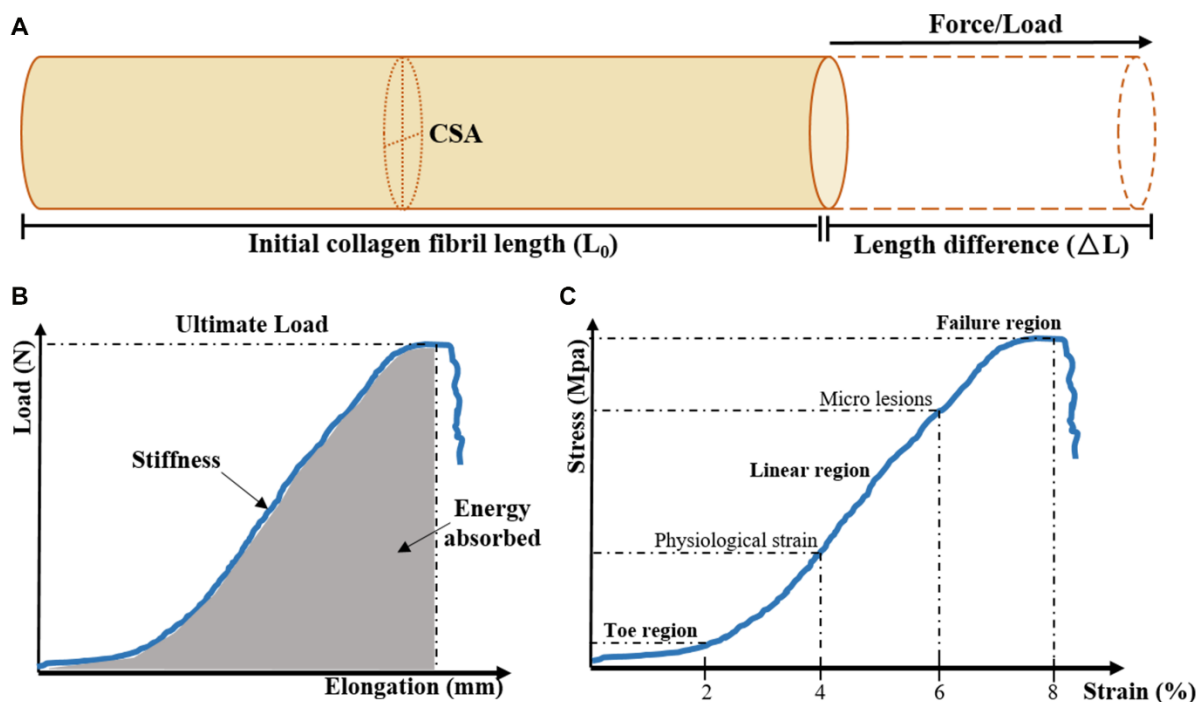 A
Force/Load
CSA
Initial collagen fibril length (L₀)
Length difference (△L)
B
Ultimate Load
Load (N)
Stiffness
Energy
absorbed
Elongation (mm)
C
Failure region
Stress (Mpa)
Micro lesions
Linear region
Physiological strain
Toe region
2 4 6 8 Strain (%)